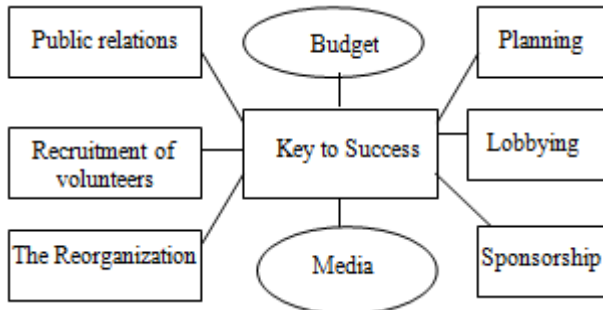 Public relations
Budget
Planning
Recruitment of
volunteers
Key to Success
Lobbying
The Reorganization
Media
Sponsorship